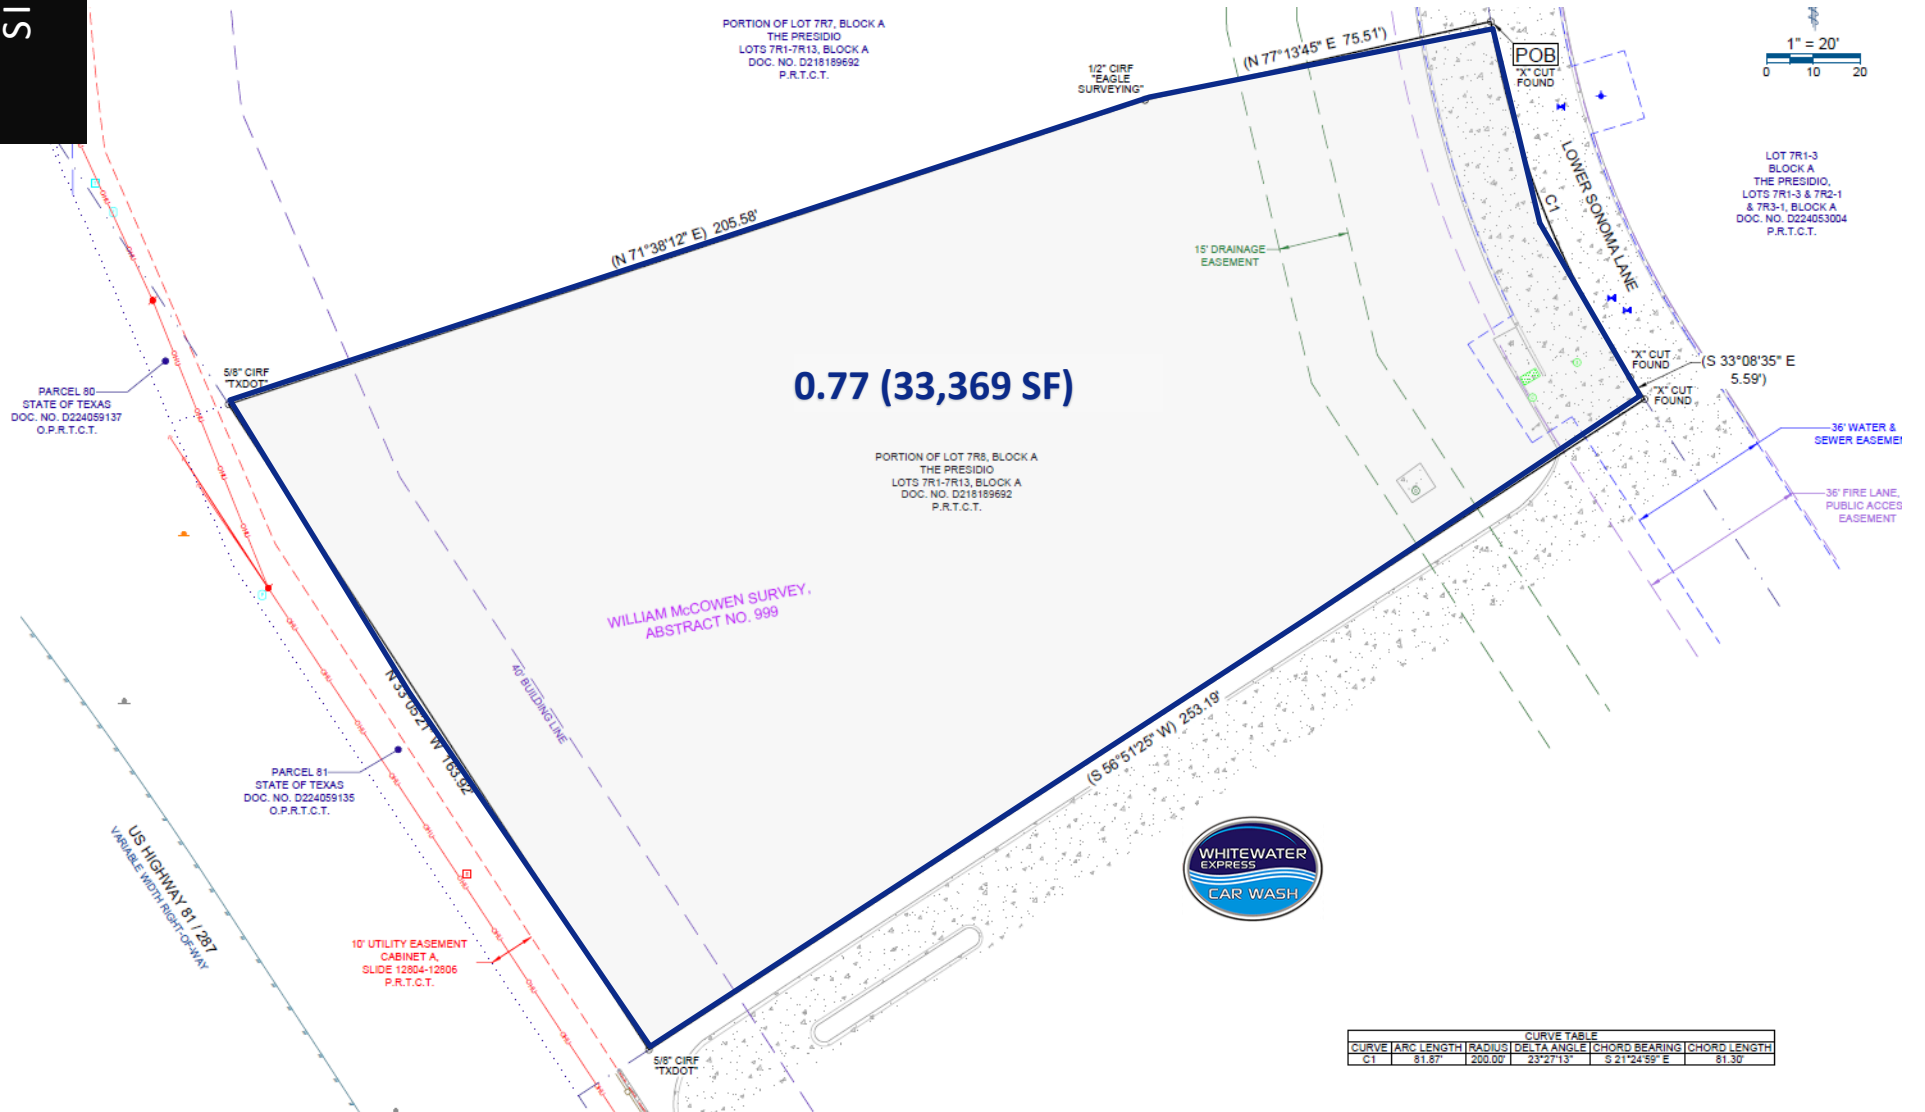 SI
PORTION OF LOT 7R7, BLOCK A
THE PRESIDIO
LOTS 7R1-7R13, BLOCK A
DOC. NO. D218189692
P.R.T.C.T.
1/2" CIRF
"EAGLE
SURVEYING"
(N 77°13'45" E 75.51')
POB
"X" CUT
FOUND
1" = 20'
0 10 20
LOT 7R1-3
BLOCK A
THE PRESIDIO,
LOTS 7R1-3 & 7R2-1
& 7R3-1, BLOCK A
DOC. NO. D224053004
P.R.T.C.T.
LOWER SONOMA LANE
C1
(N 71°38'12" E) 205.58'
15' DRAINAGE
EASEMENT
5/8" CIRF
"TXDOT"
"X" CUT
FOUND
(S 33°08'35" E
5.59')
"X" CUT
FOUND
PARCEL 80
STATE OF TEXAS
DOC. NO. D224059137
O.P.R.T.C.T.
0.77 (33,369 SF)
36' WATER &
SEWER EASEME
PORTION OF LOT 7R8, BLOCK A
THE PRESIDIO
LOTS 7R1-7R13, BLOCK A
DOC. NO. D218189692
P.R.T.C.T.
36' FIRE LANE,
PUBLIC ACCES
EASEMENT
WILLIAM McCOWEN SURVEY,
ABSTRACT NO. 999
40' BUILDING LINE
N 33°05'21" W 163.92'
(S 56°51'25" W) 253.19'
PARCEL 81
STATE OF TEXAS
DOC. NO. D224059135
O.P.R.T.C.T.
US HIGHWAY 81 / 287
VARIABLE WIDTH RIGHT-OF-WAY
WHITEWATER
EXPRESS
CAR WASH
10' UTILITY EASEMENT
CABINET A,
SLIDE 12804-12806
P.R.T.C.T.
5/8" CIRF
"TXDOT"
CURVE TABLE
CURVE ARC LENGTH RADIUS DELTA ANGLE CHORD BEARING CHORD LENGTH
C1 81.87' 200.00' 23°27'13" S 21°24'59" E 81.30'